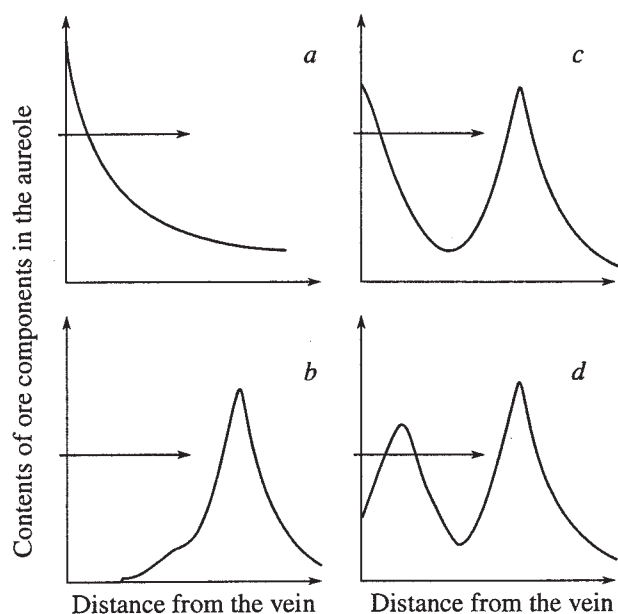 Contents of ore components in the aureole
a
c
b
d
Distance from the vein
Distance from the vein